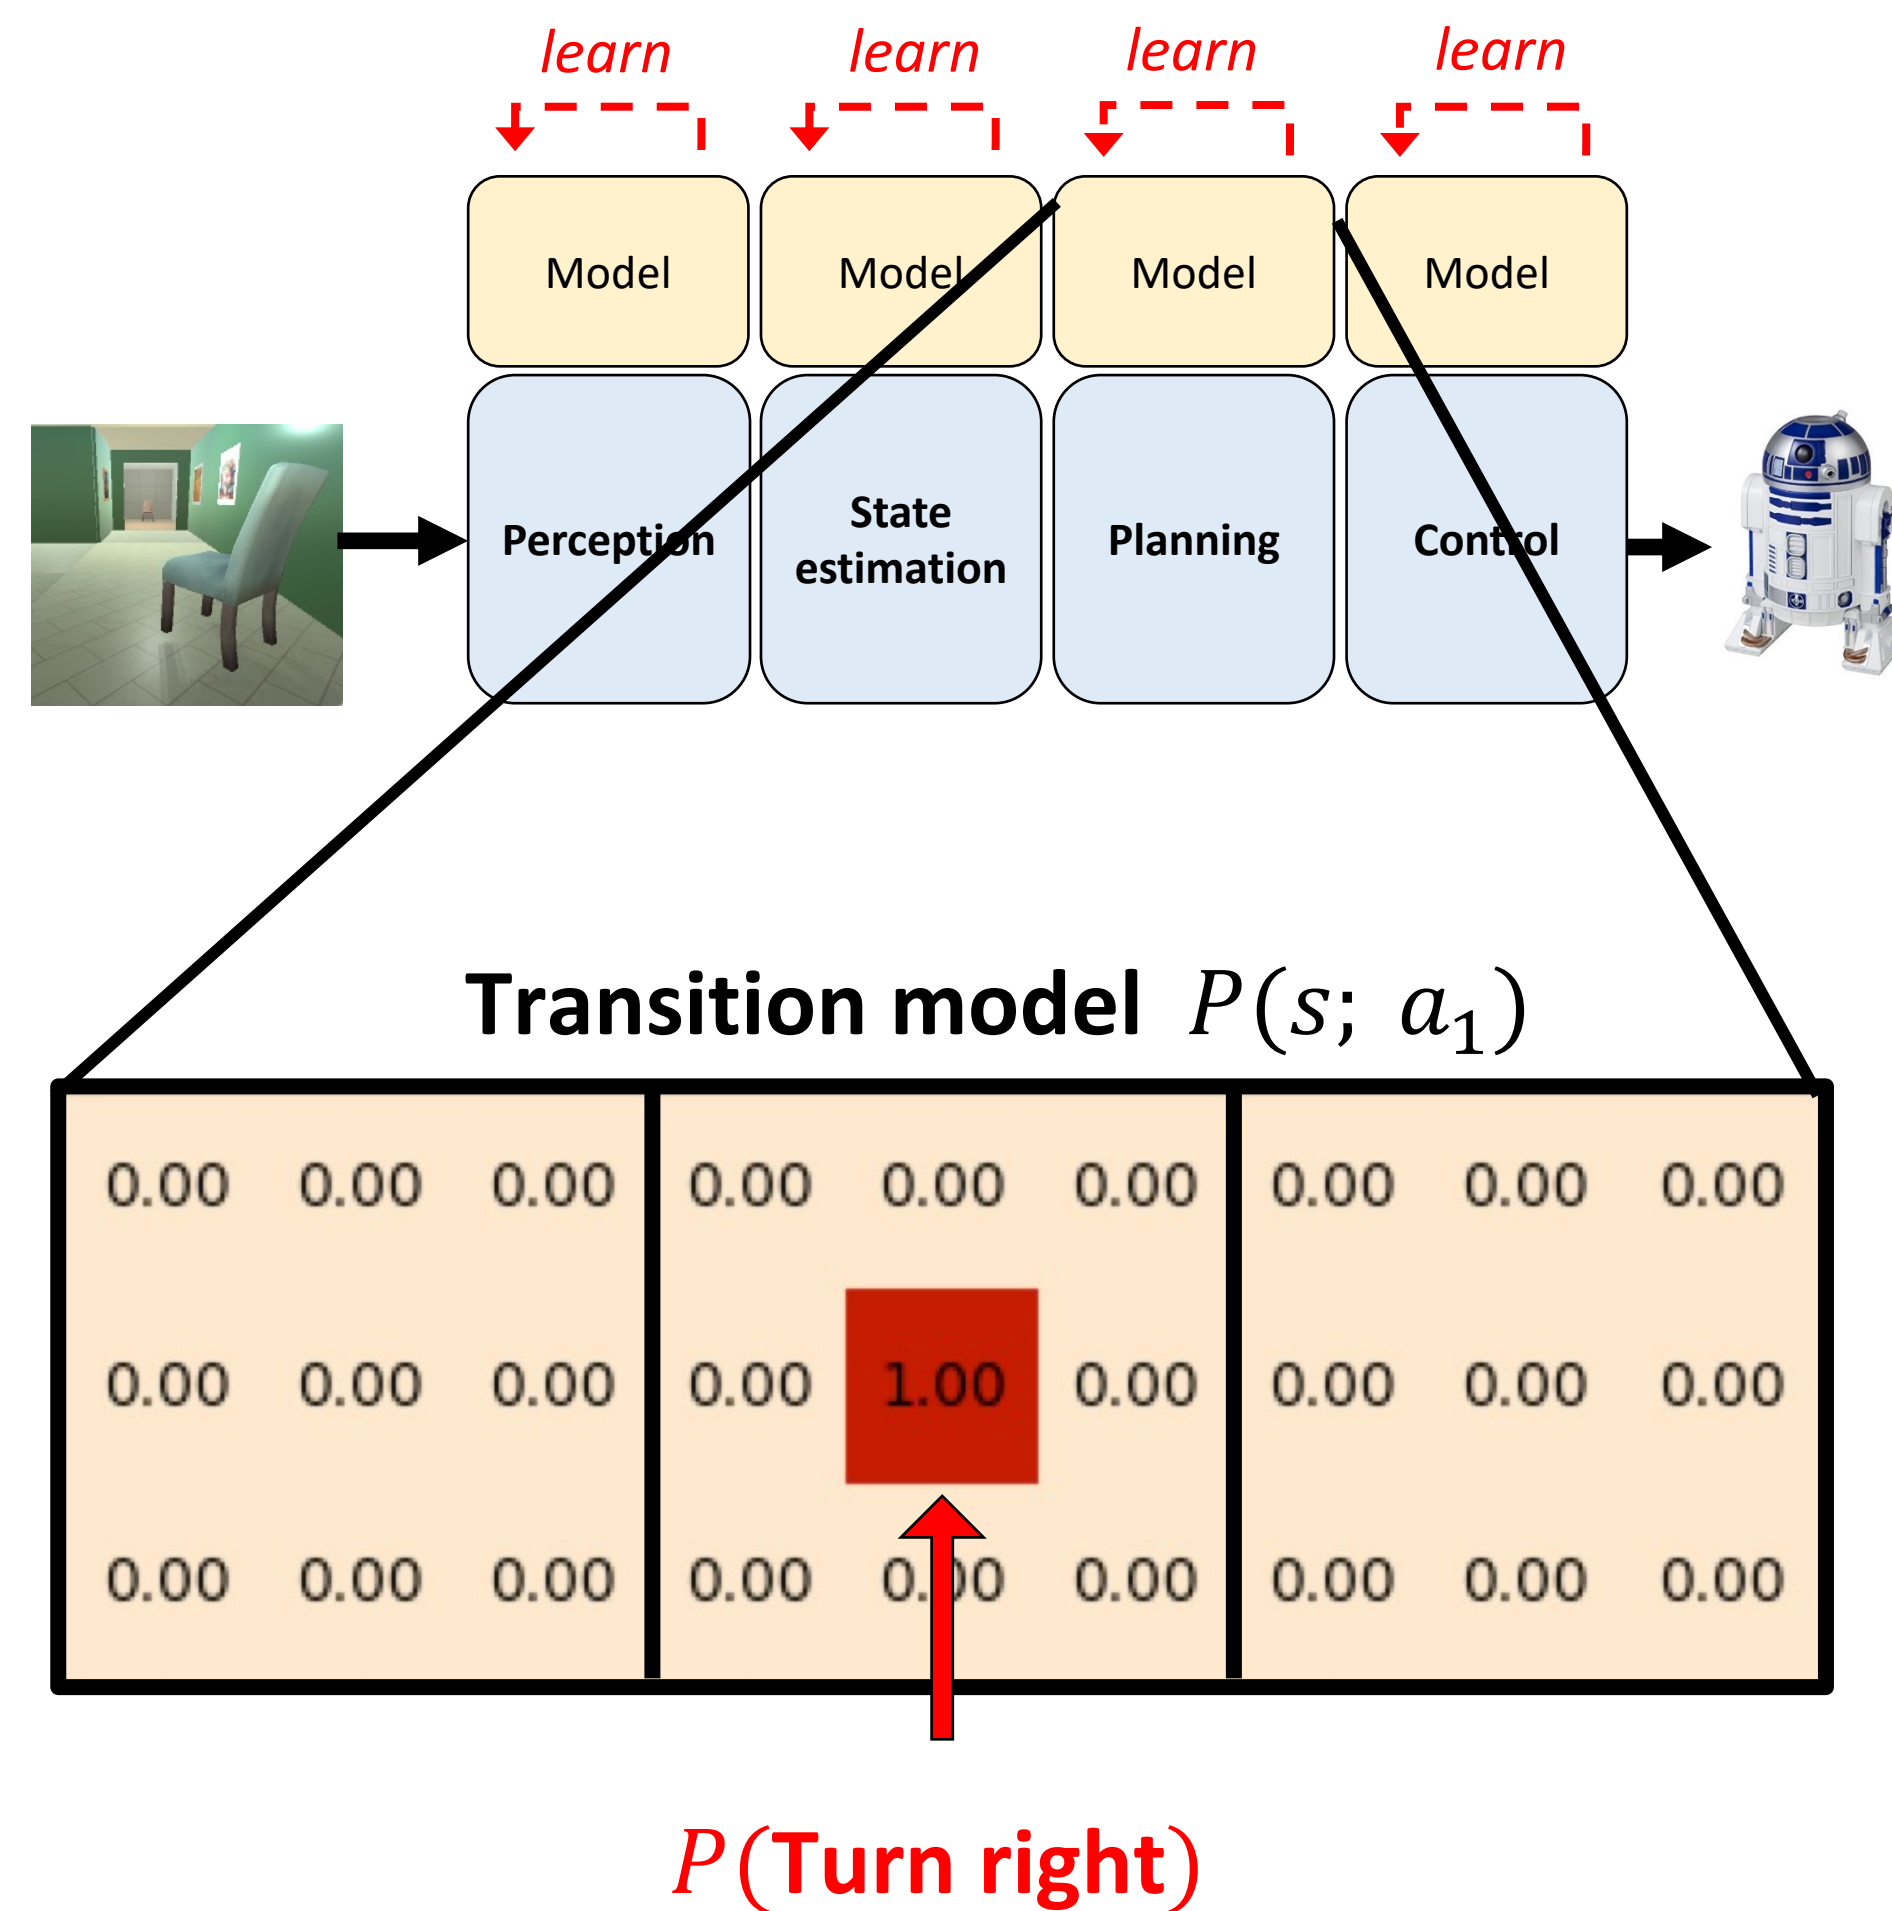 learn learn learn learn
Model Model Model Model
Perception State estimation Planning Control
Transition model P(s; a₁)
0.00 0.00 0.00 0.00 0.00 0.00 0.00 0.00 0.00
0.00 0.00 0.00 0.00 1.00 0.00 0.00 0.00 0.00
0.00 0.00 0.00 0.00 0.00 0.00 0.00 0.00 0.00
P(Turn right)